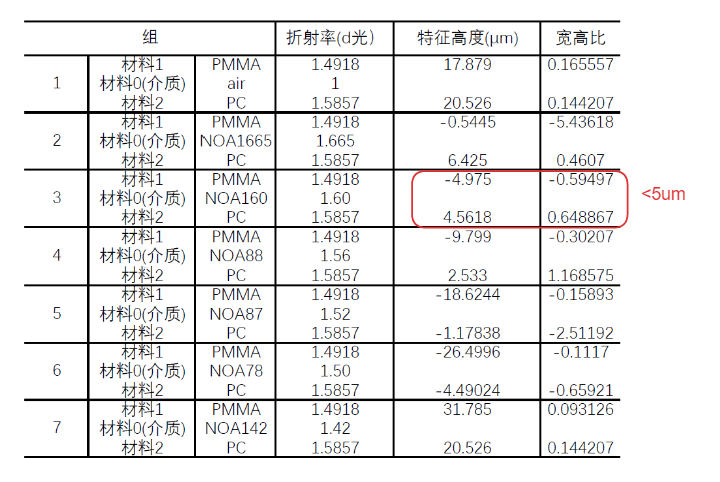 组 折射率(d光） 特征高度(μm) 宽高比
材料1 PMMA 1.4918 17.879 0.165557
1 材料0(介质) air 1
材料2 PC 1.5857 20.526 0.144207
材料1 PMMA 1.4918 -0.5445 -5.43618
2 材料0(介质) NOA1665 1.665
材料2 PC 1.5857 6.425 0.4607
材料1 PMMA 1.4918 -4.975 -0.59497
3 材料0(介质) NOA160 1.60
材料2 PC 1.5857 4.5618 0.648867
<5um
材料1 PMMA 1.4918 -9.799 -0.30207
4 材料0(介质) NOA88 1.56
材料2 PC 1.5857 2.533 1.168575
材料1 PMMA 1.4918 -18.6244 -0.15893
5 材料0(介质) NOA87 1.52
材料2 PC 1.5857 -1.17838 -2.51192
材料1 PMMA 1.4918 -26.4996 -0.1117
6 材料0(介质) NOA78 1.50
材料2 PC 1.5857 -4.49024 -0.65921
材料1 PMMA 1.4918 31.785 0.093126
7 材料0(介质) NOA142 1.42
材料2 PC 1.5857 20.526 0.144207